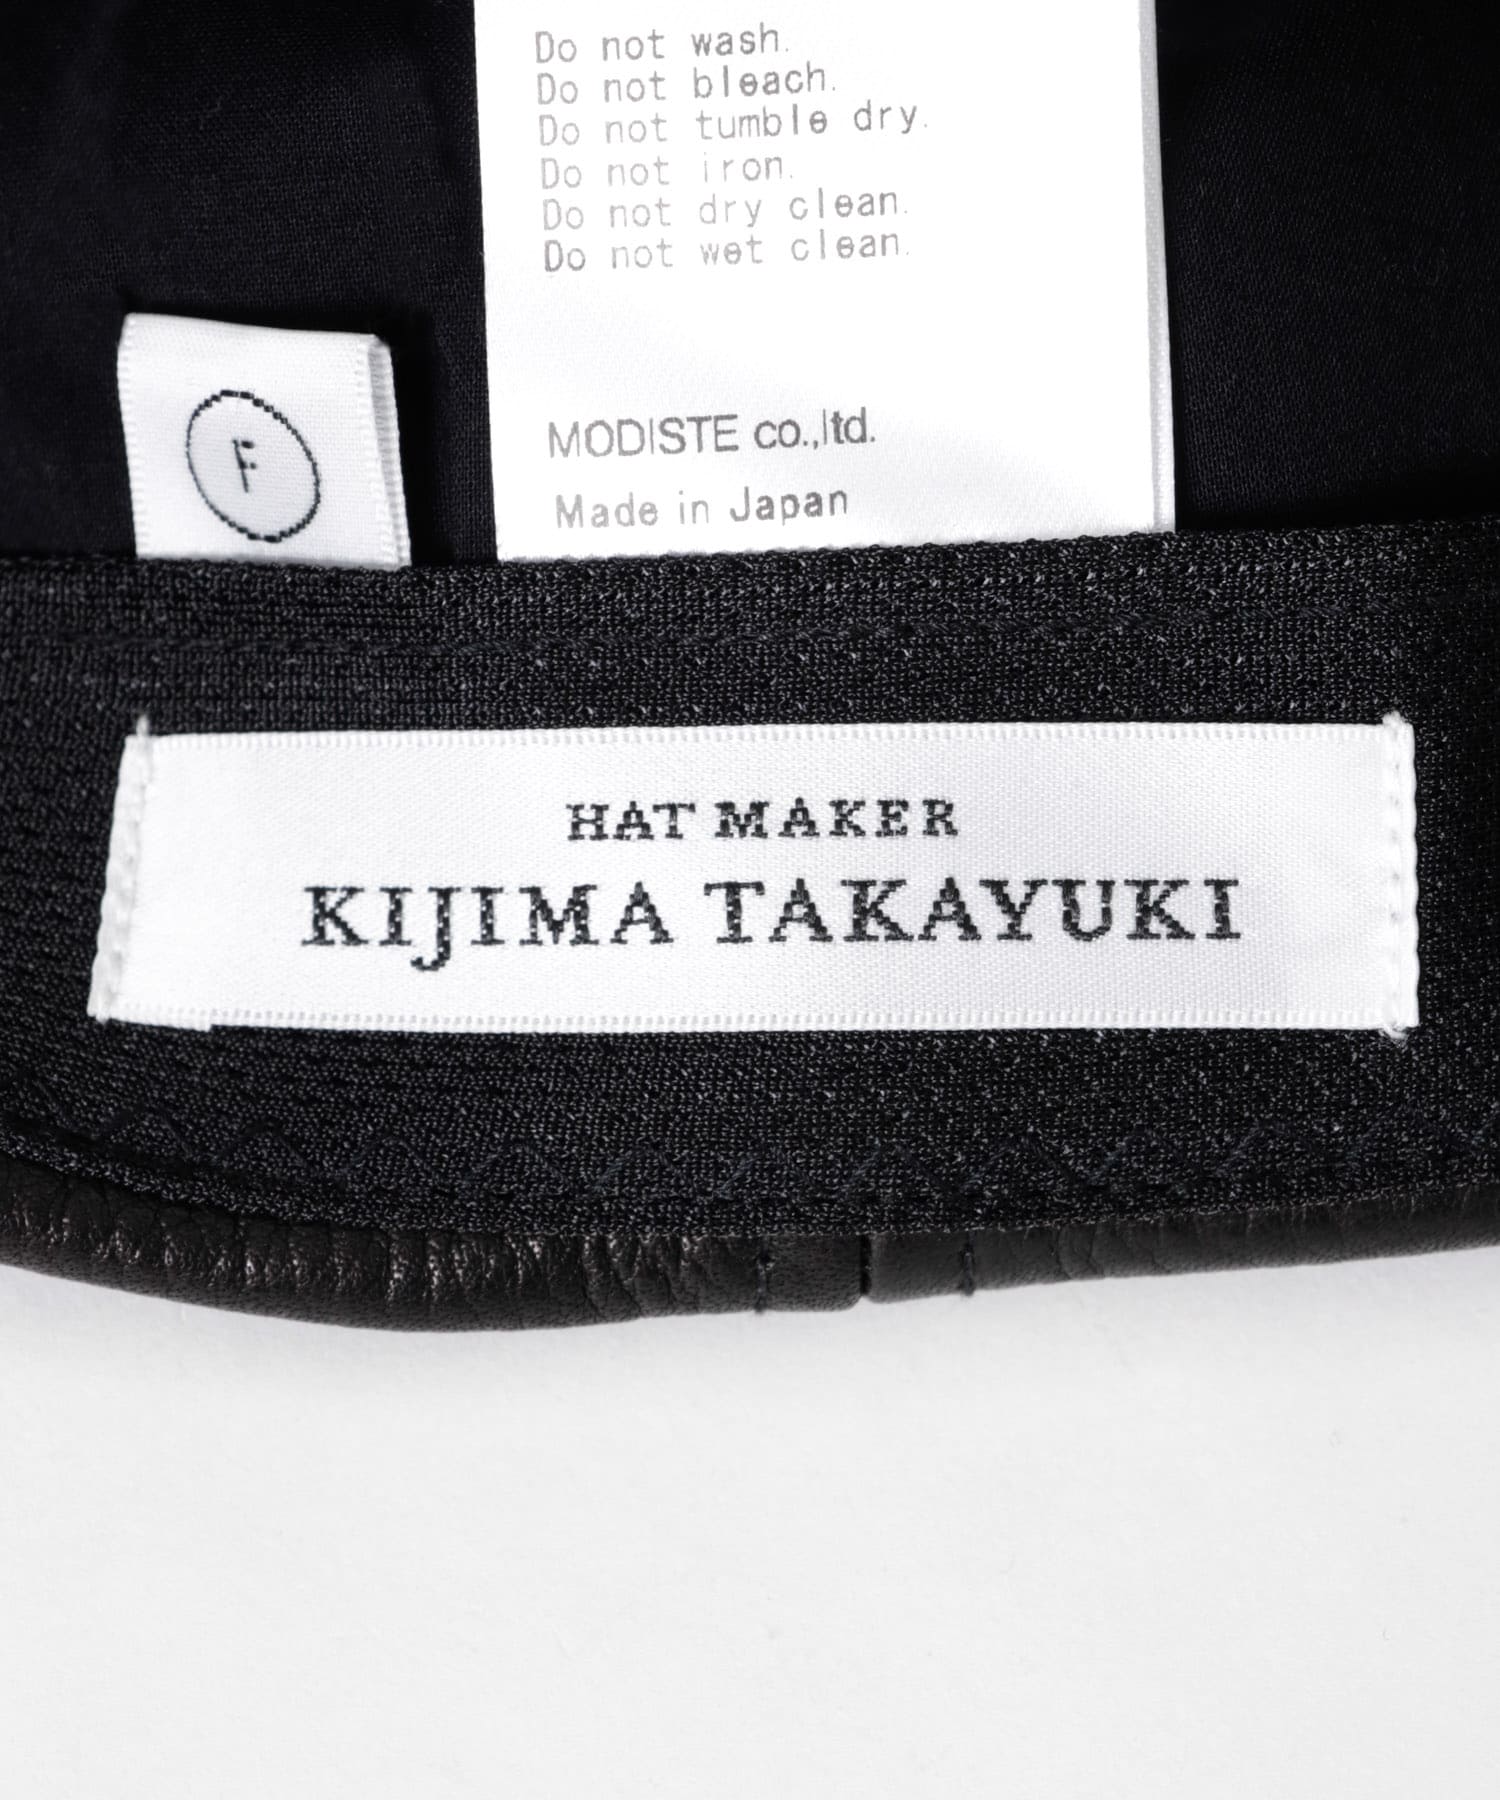 Do not wash.
Do not bleach.
Do not tumble dry.
Do not iron.
Do not dry clean.
Do not wet clean.
F
MODISTE co.,ltd.
Made in Japan
HAT MAKER
KIJIMA TAKAYUKI